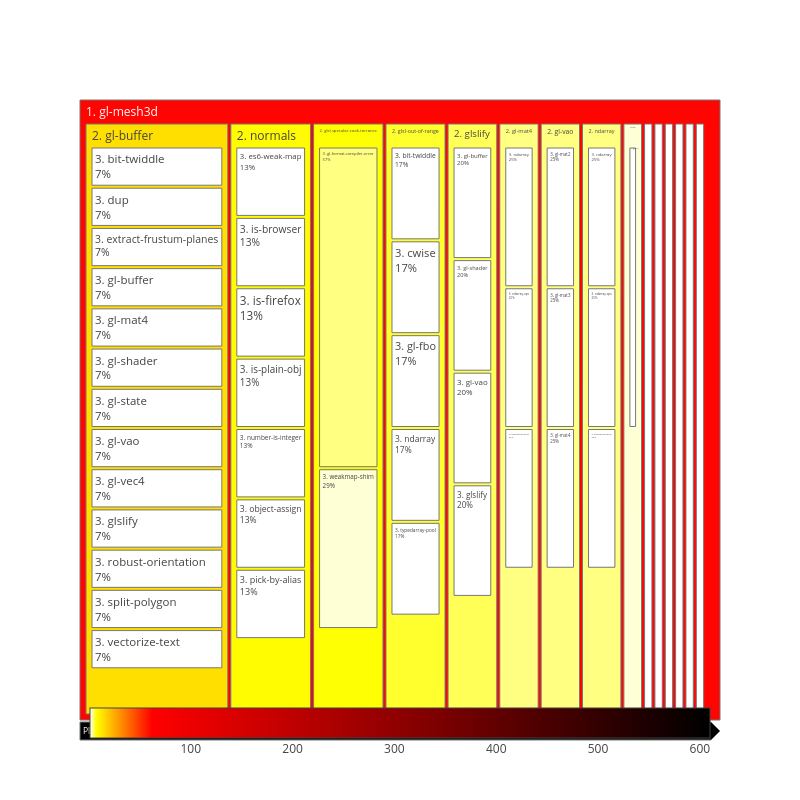 1. gl-mesh3d
2. gl-buffer
3. bit-twiddle
7%
3. dup
7%
3. extract-frustum-planes
7%
3. gl-buffer
7%
3. gl-mat4
7%
3. gl-shader
7%
3. gl-state
7%
3. gl-vao
7%
3. gl-vec4
7%
3. glslify
7%
3. robust-orientation
7%
3. split-polygon
7%
3. vectorize-text
7%
2. normals
3. es6-weak-map
13%
3. is-browser
13%
3. is-firefox
13%
3. is-plain-obj
13%
3. number-is-integer
13%
3. object-assign
13%
3. pick-by-alias
13%
2. glsl-specular-cook-torrance
3. gl-format-compiler-error
57%
3. weakmap-shim
29%
2. glsl-out-of-range
3. bit-twiddle
17%
3. cwise
17%
3. gl-fbo
17%
3. ndarray
17%
3. typedarray-pool
17%
2. glslify
3. gl-buffer
20%
3. gl-shader
20%
3. gl-vao
20%
3. glslify
20%
2. gl-mat4
3. ndarray
25%
3. ndarray-ops
25%
2. gl-vao
3. gl-mat2
25%
3. gl-mat3
25%
3. gl-mat4
25%
2. ndarray
3. ndarray
25%
3. ndarray-ops
25%
100
200
300
400
500
600